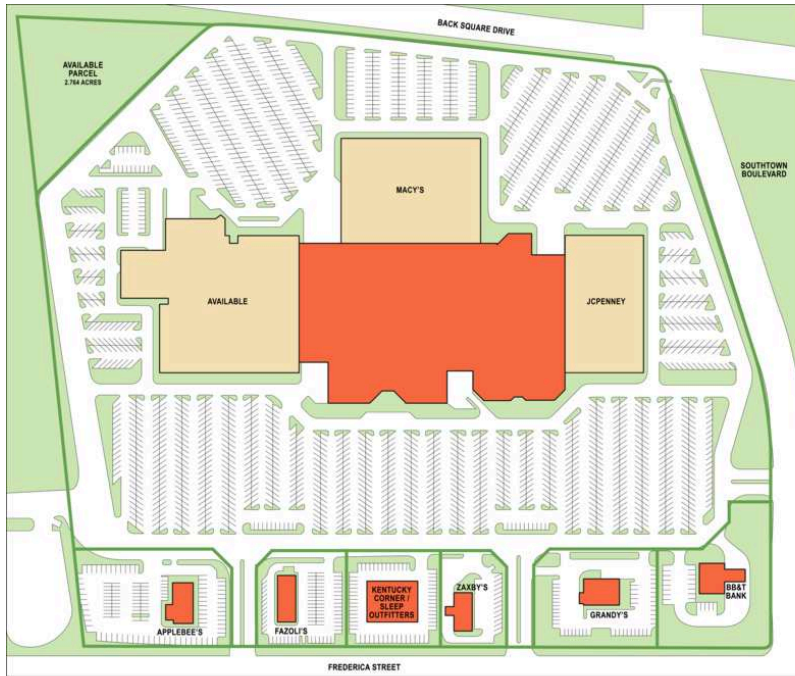 BACK SQUARE DRIVE
AVAILABLE
PARCEL
2.764 ACRES
SOUTHTOWN
BOULEVARD
MACY'S
AVAILABLE
JCPENNEY
APPLEBEE'S
FAZOLI'S
KENTUCKY
CORNER /
SLEEP
OUTFITTERS
ZAXBY'S
GRANDY'S
BB&T
BANK
FREDERICA STREET